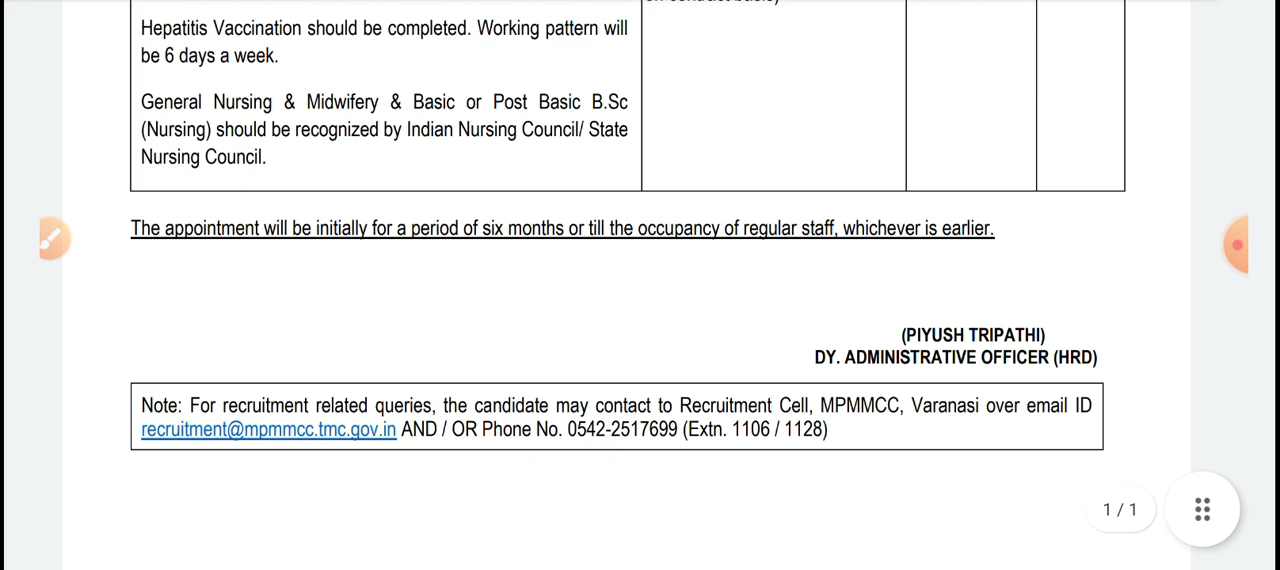 Hepatitis Vaccination should be completed. Working pattern will
be 6 days a week.
General Nursing & Midwifery & Basic or Post Basic B.Sc
(Nursing) should be recognized by Indian Nursing Council/ State
Nursing Council.
The appointment will be initially for a period of six months or till the occupancy of regular staff, whichever is earlier.
(PIYUSH TRIPATHI)
DY. ADMINISTRATIVE OFFICER (HRD)
Note: For recruitment related queries, the candidate may contact to Recruitment Cell, MPMMCC, Varanasi over email ID
recruitment@mpmmcc.tmc.gov.in AND / OR Phone No. 0542-2517699 (Extn. 1106 / 1128)
1 / 1